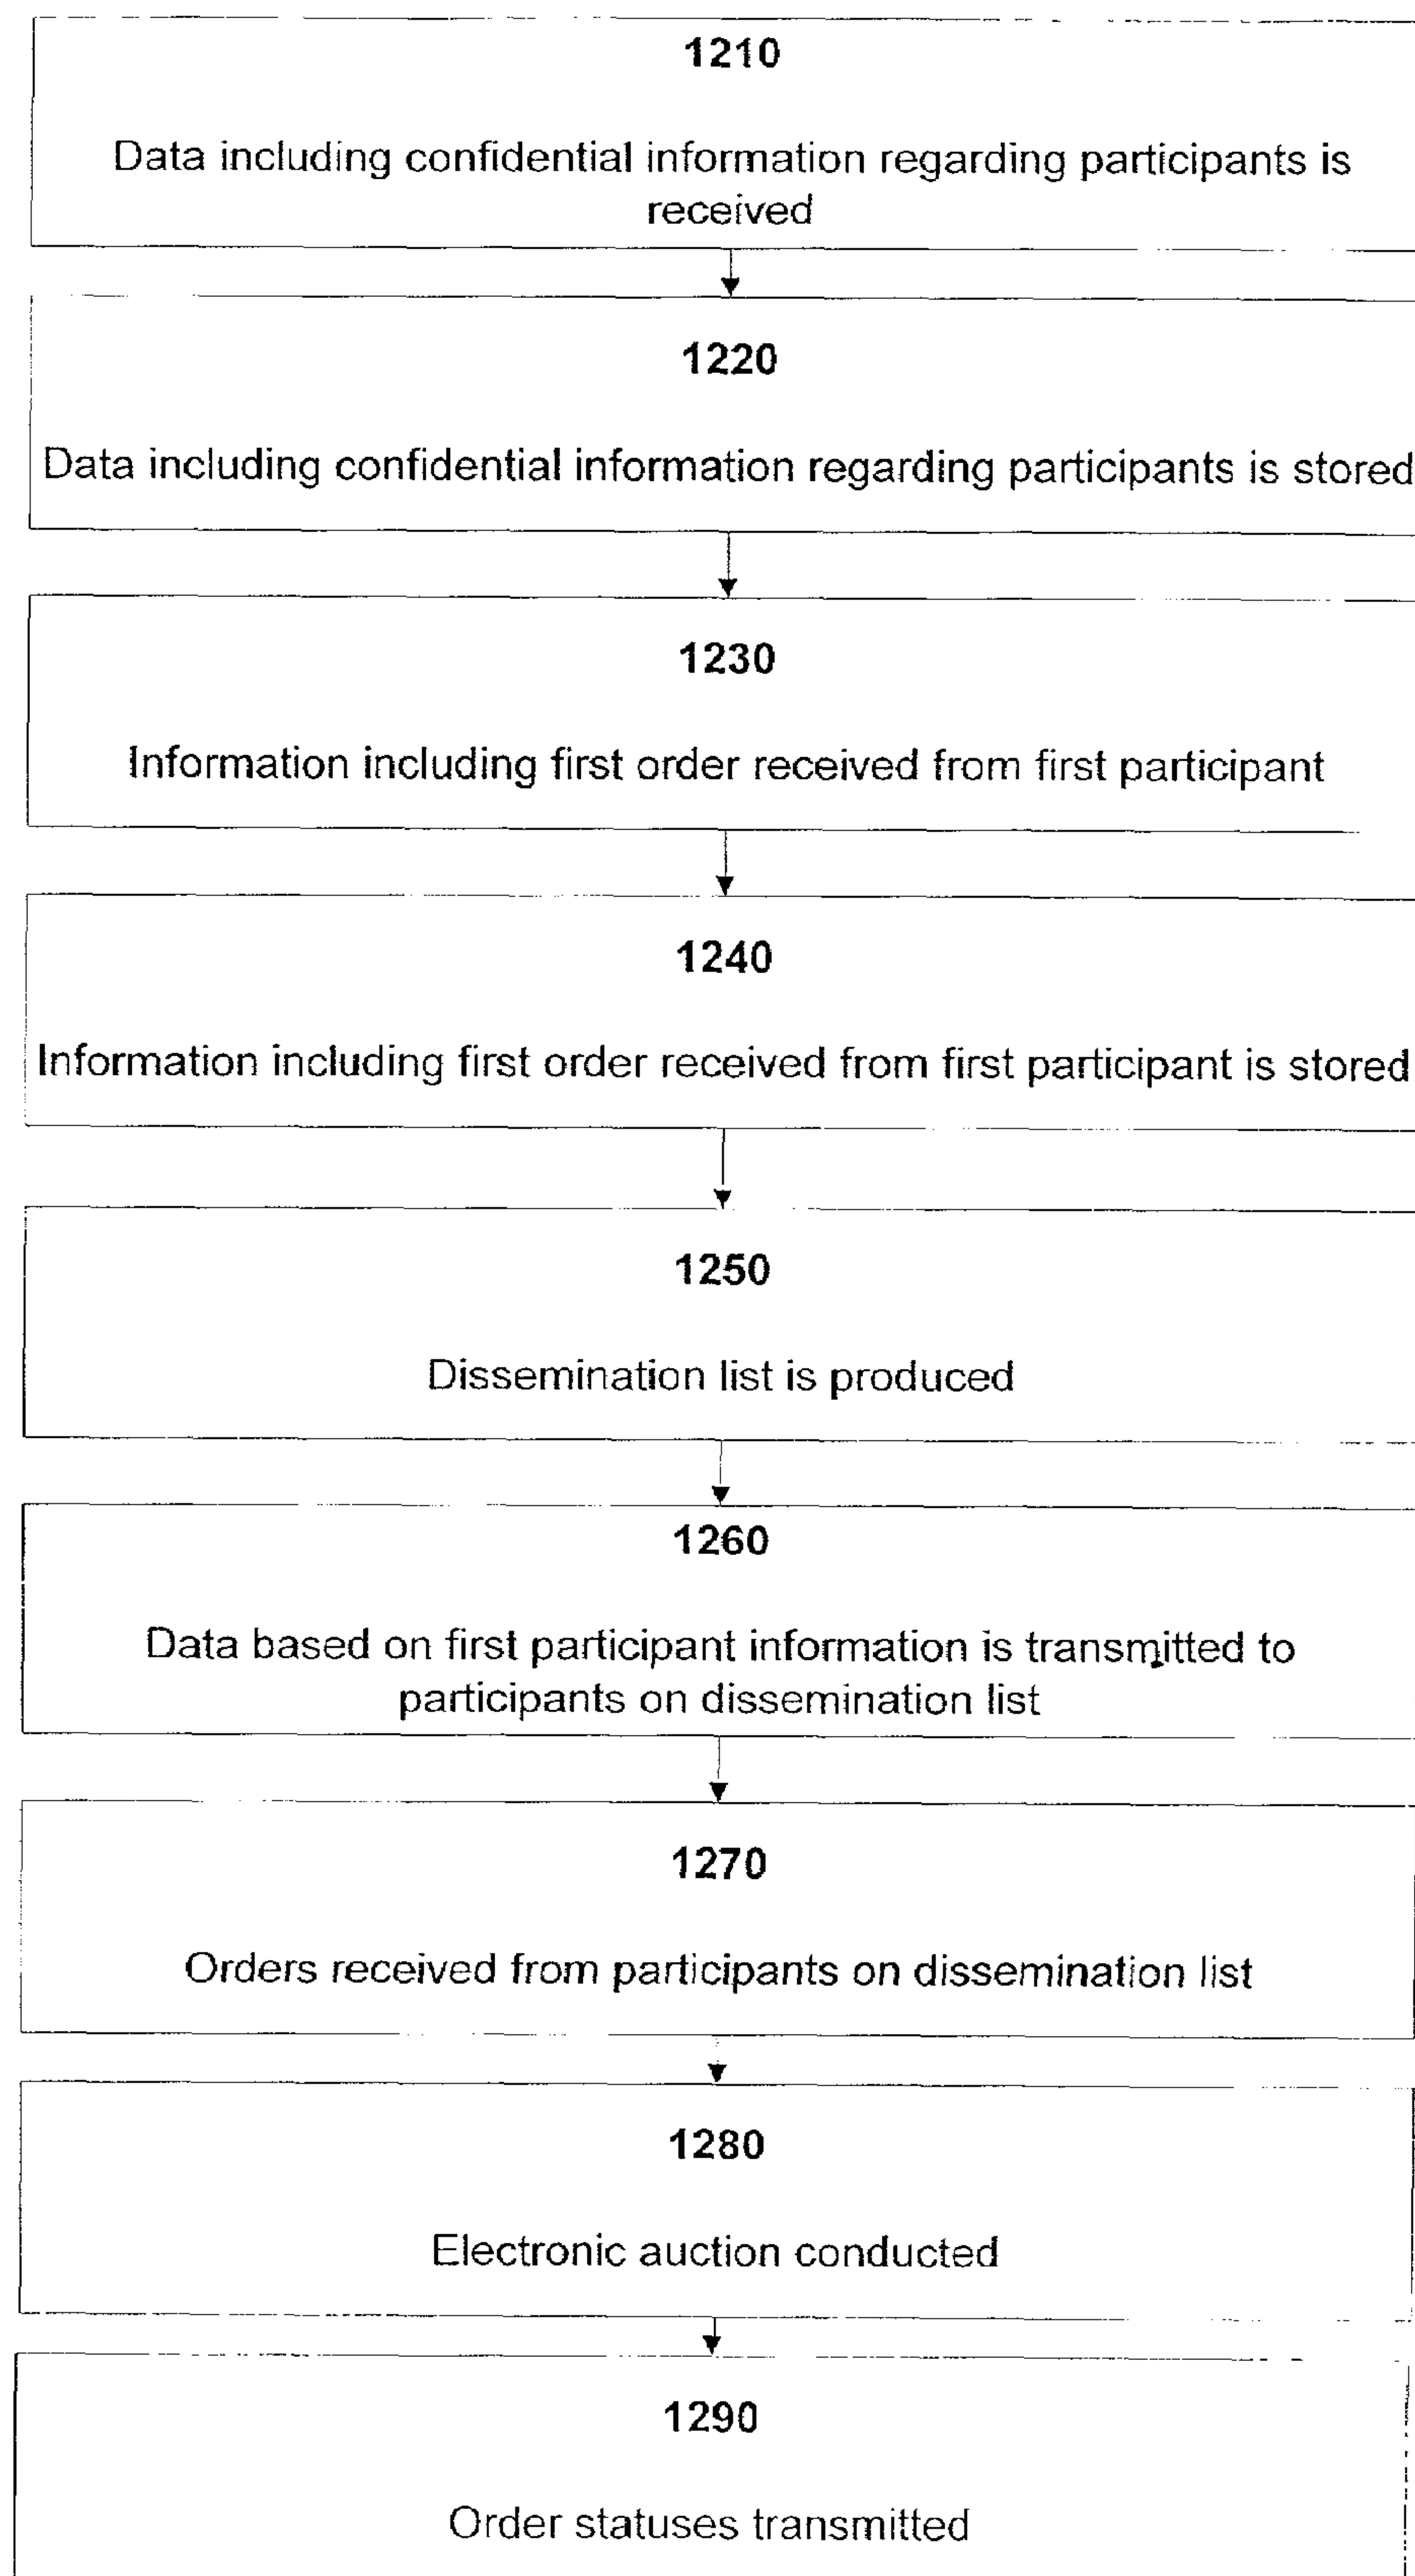 1210
Data including confidential information regarding participants is
received
1220
Data including confidential information regarding participants is stored
1230
Information including first order received from first participant
1240
Information including first order received from first participant is stored
1250
Dissemination list is produced
1260
Data based on first participant information is transmitted to
participants on dissemination list
1270
Orders received from participants on dissemination list
1280
Electronic auction conducted
1290
Order statuses transmitted